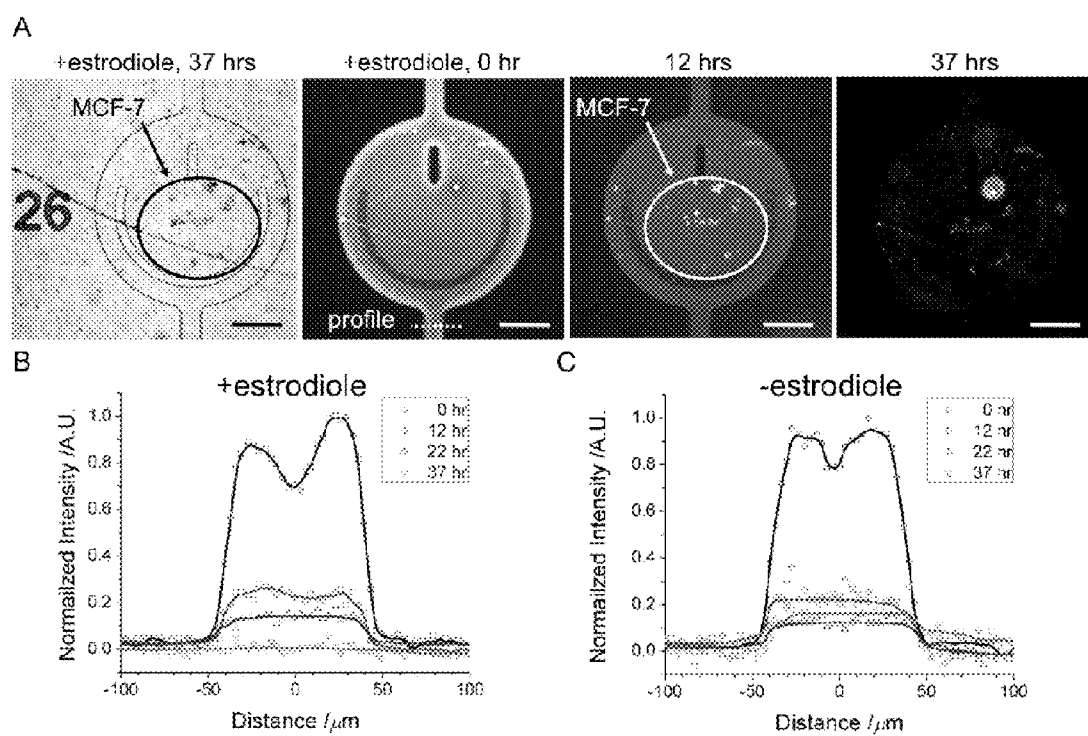 A
+estrodiole, 37 hrs
+estrodiole, 0 hr
12 hrs
37 hrs
MCF-7
MCF-7
26
profile
B
+estrodiole
0 hr
12 hr
22 hr
37 hr
1.0
0.8
0.6
0.4
0.2
0.0
Normailzed Intensity /A.U.
-100
-50
0
50
100
Distance /μm
C
-estrodiole
0 hr
12 hr
22 hr
37 hr
1.0
0.8
0.6
0.4
0.2
0.0
Normailzed Intensity /A.U.
-100
-50
0
50
100
Distance /μm